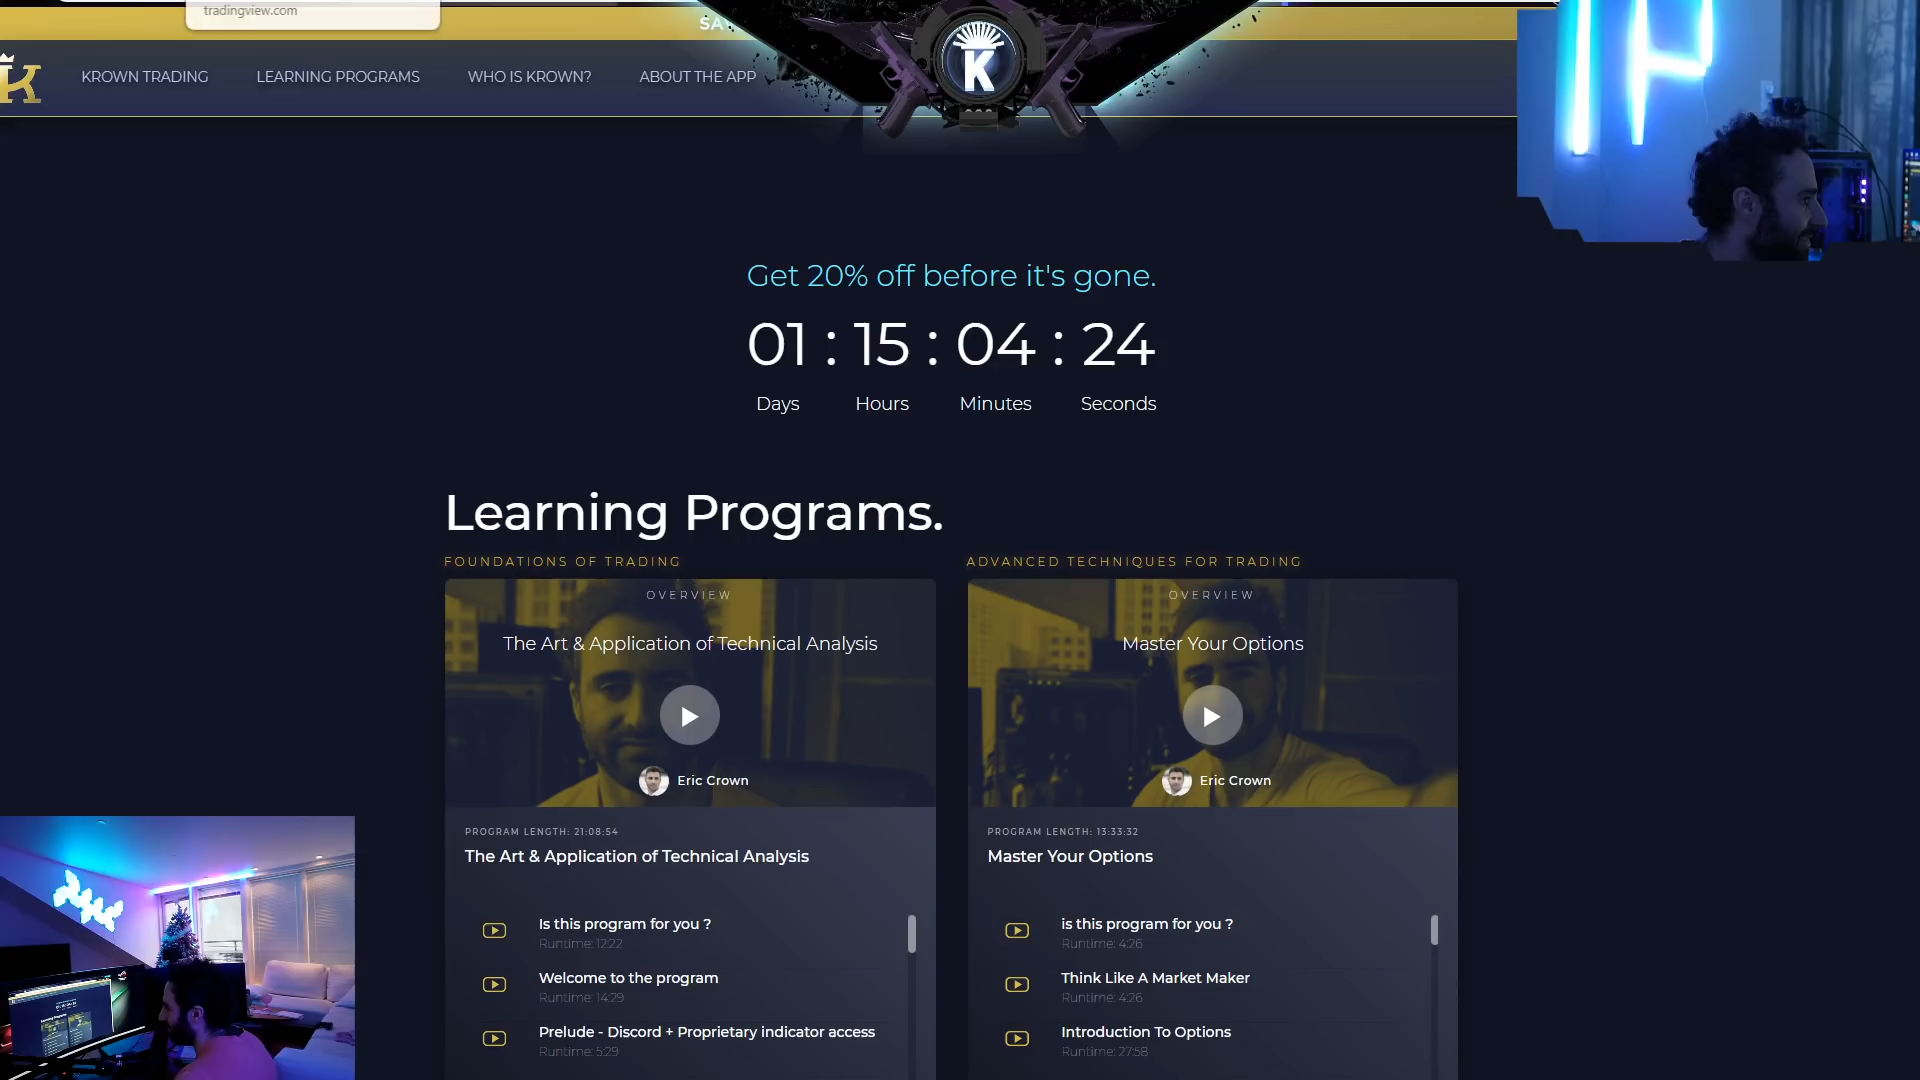 tradingview.com
SA
K
KROWN TRADING
LEARNING PROGRAMS
WHO IS KROWN?
ABOUT THE APP
K
Get 20% off before it's gone.
01 : 15 : 04 : 24
Days Hours Minutes Seconds
Learning Programs.
FOUNDATIONS OF TRADING
OVERVIEW
The Art & Application of Technical Analysis
Eric Crown
PROGRAM LENGTH: 21:08:54
The Art & Application of Technical Analysis
Is this program for you ?
Runtime: 12:22
Welcome to the program
Runtime: 14:29
Prelude - Discord + Proprietary indicator access
Runtime: 5:29
ADVANCED TECHNIQUES FOR TRADING
OVERVIEW
Master Your Options
Eric Crown
PROGRAM LENGTH: 13:33:32
Master Your Options
is this program for you ?
Runtime: 4:26
Think Like A Market Maker
Runtime: 4:26
Introduction To Options
Runtime: 27:58